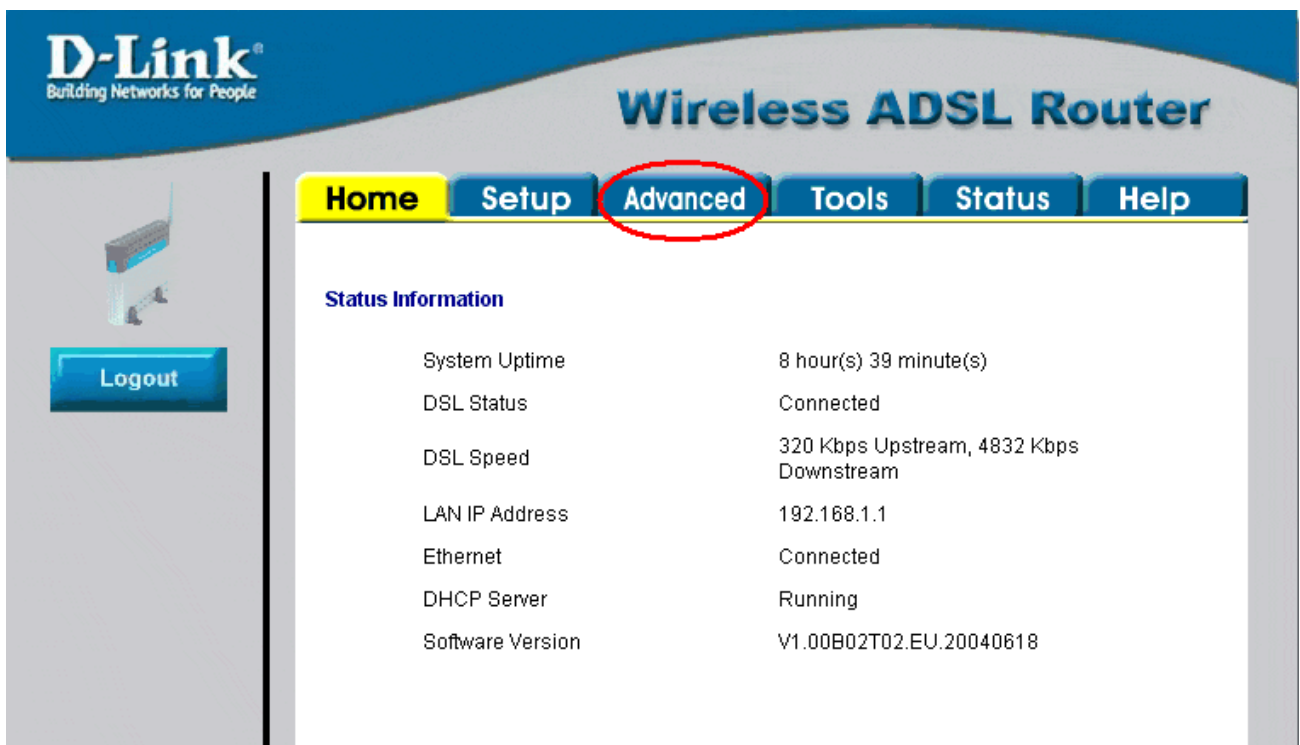 D-Link®
Building Networks for People
Wireless ADSL Router
Home Setup Advanced Tools Status Help
Logout
Status Information
System Uptime 8 hour(s) 39 minute(s)
DSL Status Connected
DSL Speed 320 Kbps Upstream, 4832 Kbps
Downstream
LAN IP Address 192.168.1.1
Ethernet Connected
DHCP Server Running
Software Version V1.00B02T02.EU.20040618